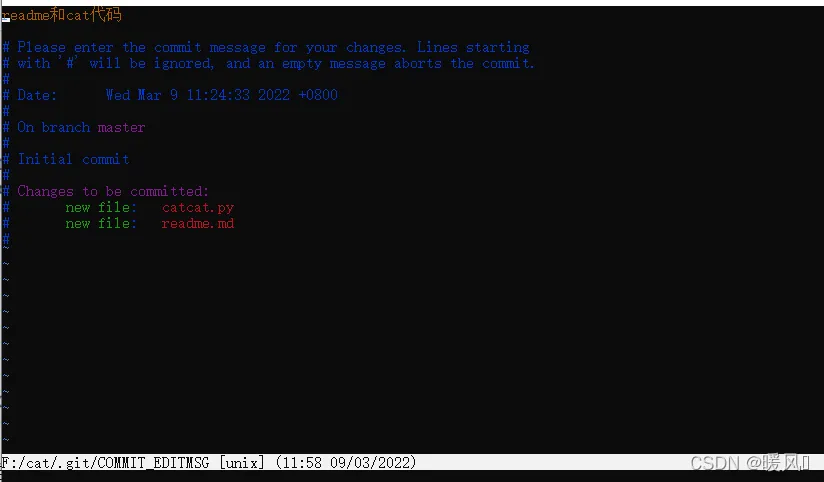 readme和cat代码
# Please enter the commit message for your changes. Lines starting
# with '#' will be ignored, and an empty message aborts the commit.
#
# Date:      Wed Mar 9 11:24:33 2022 +0800
#
# On branch master
#
# Initial commit
#
# Changes to be committed:
#       new file:   catcat.py
#       new file:   readme.md
#
~
~
~
~
~
~
~
~
~
~
~
~
~
F:/cat/.git/COMMIT_EDITMSG [unix] (11:58 09/03/2022)
CSDN @暖风